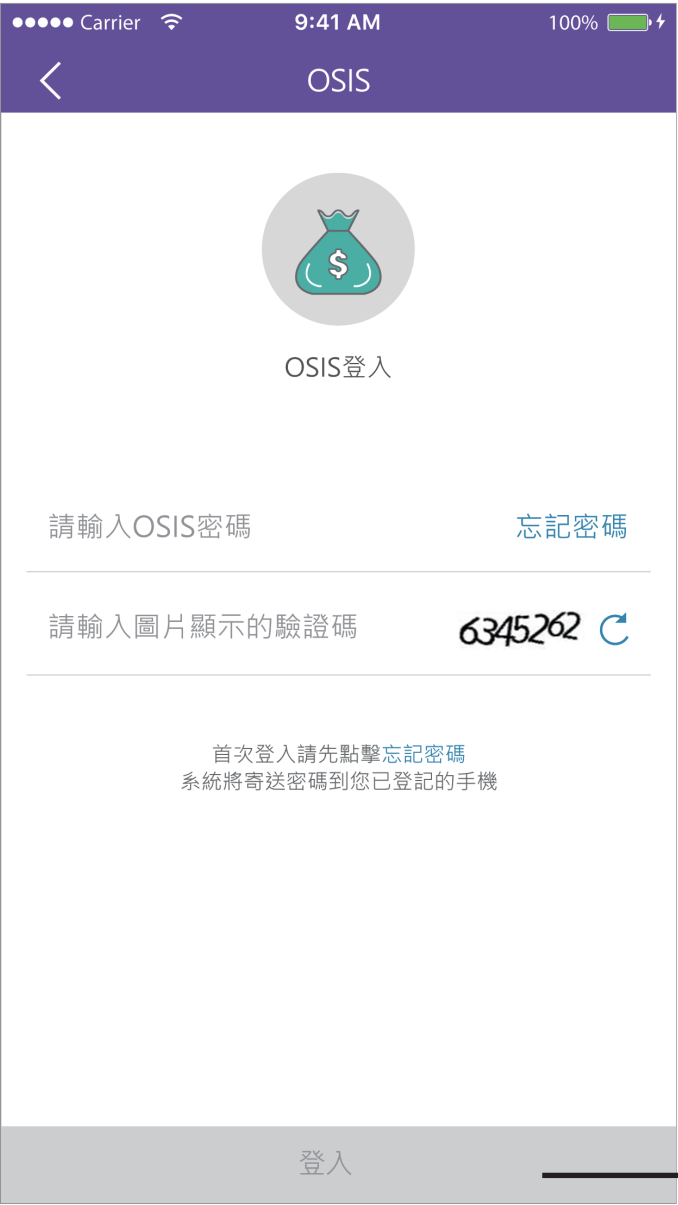 Carrier 9:41 AM 100%
OSIS
$
OSIS登入
請輸入OSIS密碼 忘記密碼
請輸入圖片顯示的驗證碼 6345262
首次登入請先點擊忘記密碼
系統將寄送密碼到您已登記的手機
登入